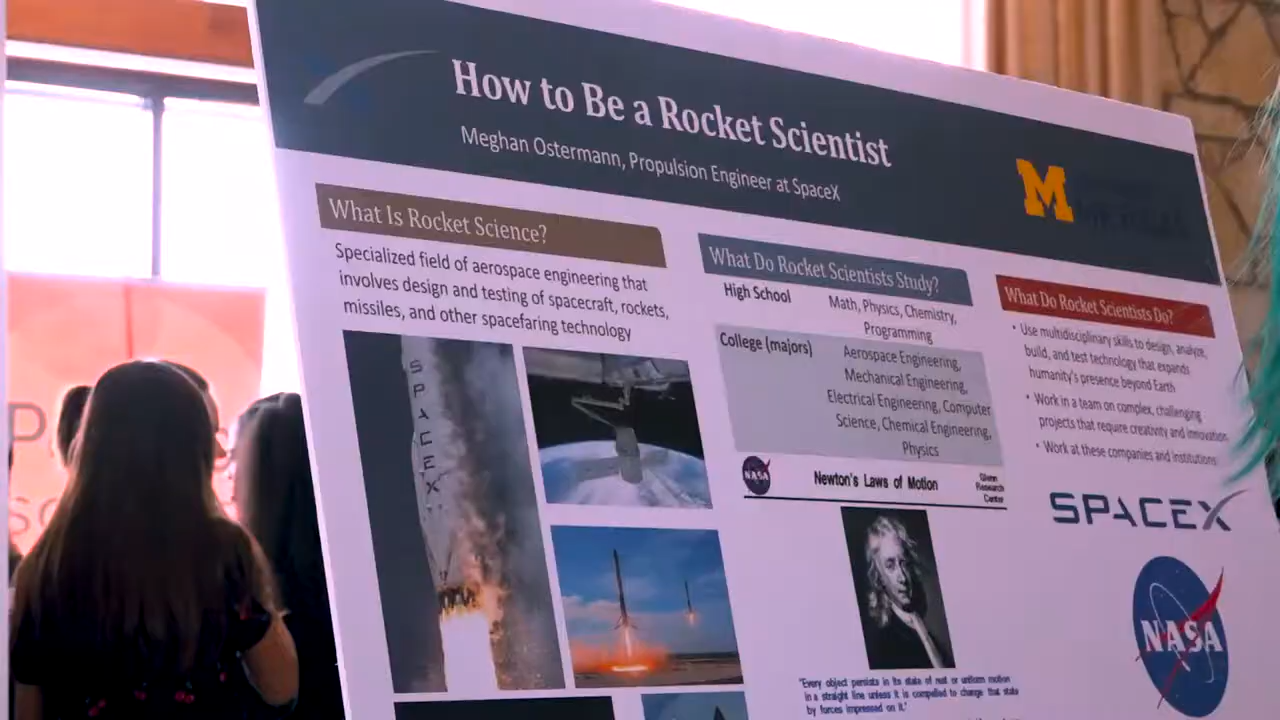 How to Be a Rocket Scientist
Meghan Ostermann, Propulsion Engineer at SpaceX
M
What Is Rocket Science?
Specialized field of aerospace engineering that
involves design and testing of spacecraft, rockets,
missiles, and other spacefaring technology
SPACEX
What Do Rocket Scientists Study?
High School
Math, Physics, Chemistry,
Programming
College (majors)
Aerospace Engineering,
Mechanical Engineering,
Electrical Engineering, Computer
Science, Chemical Engineering,
Physics
NASA
Newton's Laws of Motion
Glenn
Research
Center
"Every object persists in its state of rest or uniform motion
in a straight line unless it is compelled to change that state
by forces impressed on it."
What Do Rocket Scientists Do?
• Use multidisciplinary skills to design, analyze,
build, and test technology that expands
humanity's presence beyond Earth
• Work in a team on complex, challenging
projects that require creativity and innovation
• Work at these companies and institutions:
SPACEX
NASA